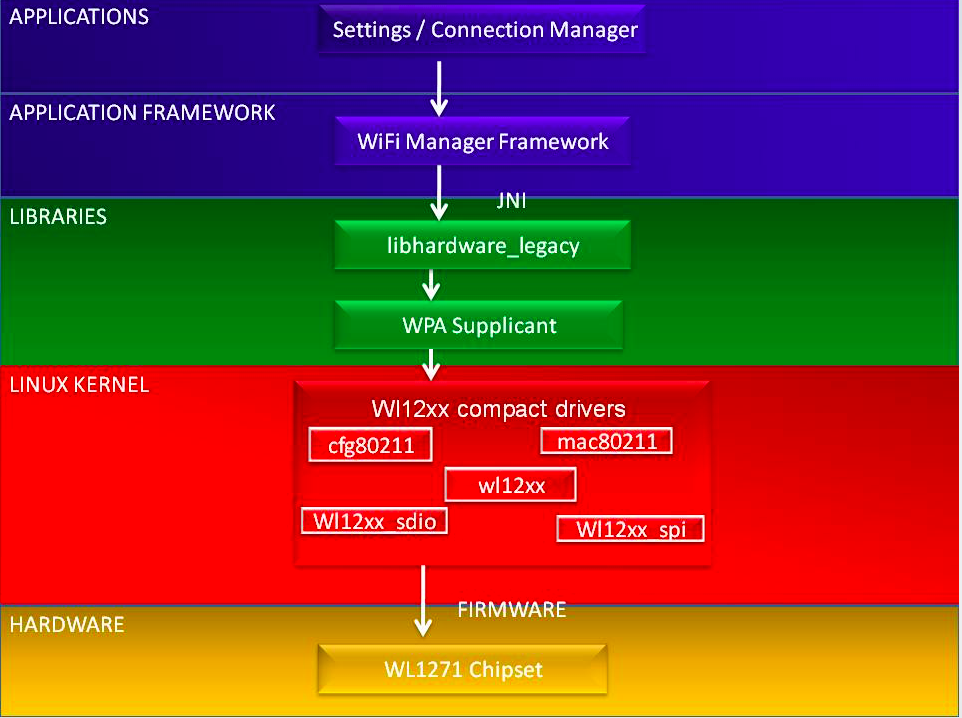 APPLICATIONS
Settings / Connection Manager
APPLICATION FRAMEWORK
WiFi Manager Framework
JNI
LIBRARIES
libhardware_legacy
WPA Supplicant
LINUX KERNEL
Wl12xx compact drivers
cfg80211
mac80211
wl12xx
Wl12xx_sdio
Wl12xx_spi
FIRMWARE
HARDWARE
WL1271 Chipset